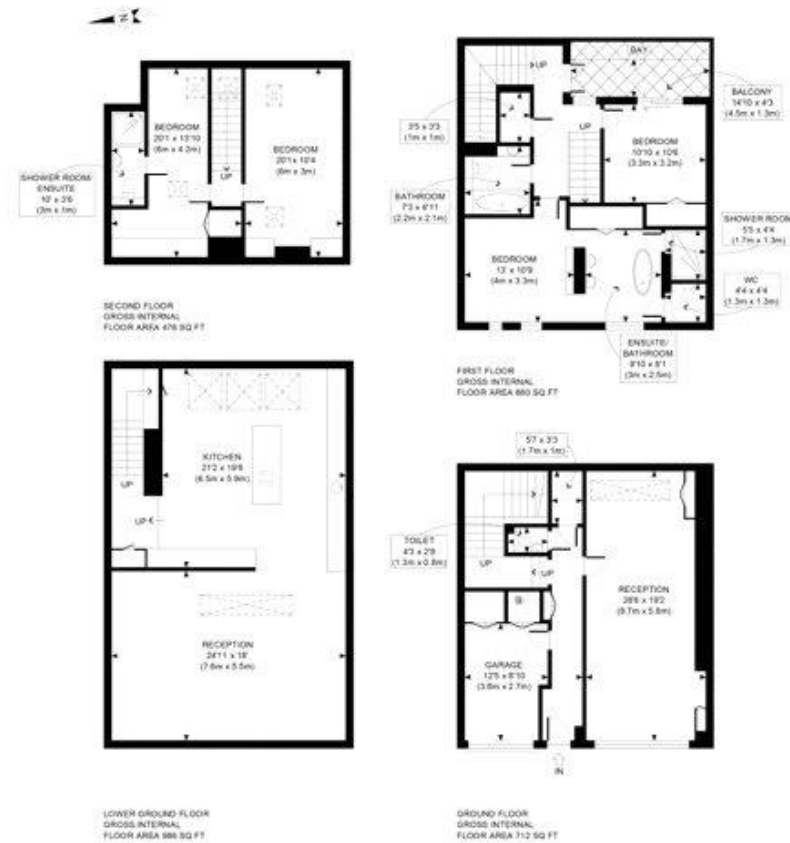 N
BEDROOM
20'1 x 13'10
(6m x 4.2m)
BEDROOM
20'1 x 10'4
(6m x 3m)
UP
SHOWER ROOM/
ENSUITE
10' x 3'6
(3m x 1m)
SECOND FLOOR
GROSS INTERNAL
FLOOR AREA 476 SQ FT
UP
BAY
BALCONY
14'10 x 4'3
(4.5m x 1.3m)
3'5 x 3'3
(1m x 1m)
UP
BEDROOM
10'10 x 10'6
(3.3m x 3.2m)
BATHROOM
7'3 x 6'11
(2.2m x 2.1m)
SHOWER ROOM
5'5 x 4'4
(1.7m x 1.3m)
BEDROOM
13' x 10'9
(4m x 3.3m)
WC
4'4 x 4'4
(1.3m x 1.3m)
ENSUITE/
BATHROOM
9'10 x 8'1
(3m x 2.5m)
FIRST FLOOR
GROSS INTERNAL
FLOOR AREA SQ FT
KITCHEN
21'2 x 19'6
(6.5m x 5.9m)
UP
UP
RECEPTION
24'11 x 18'
(7.6m x 5.5m)
LOWER GROUND FLOOR
GROSS INTERNAL
FLOOR AREA SQ FT
5'7 x 3'3
(1.7m x 1m)
TOILET
4'3 x 2'9
(1.3m x 0.8m)
UP
UP
RECEPTION
(8.7m x 5.8m)
B
GARAGE
12'5 x 8'10
(3.8m x 2.7m)
IN
GROUND FLOOR
GROSS INTERNAL
FLOOR AREA 712 SQ FT